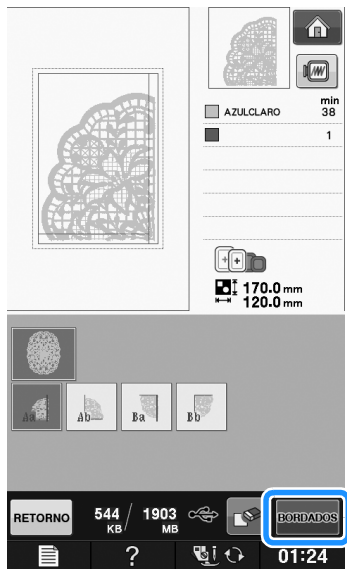 min
AZULCLARO 38
1
170.0 mm
120.0 mm
Aa Ab Ba Bb
RETORNO 544 KB / 1903 MB BORDADOS
? 01:24